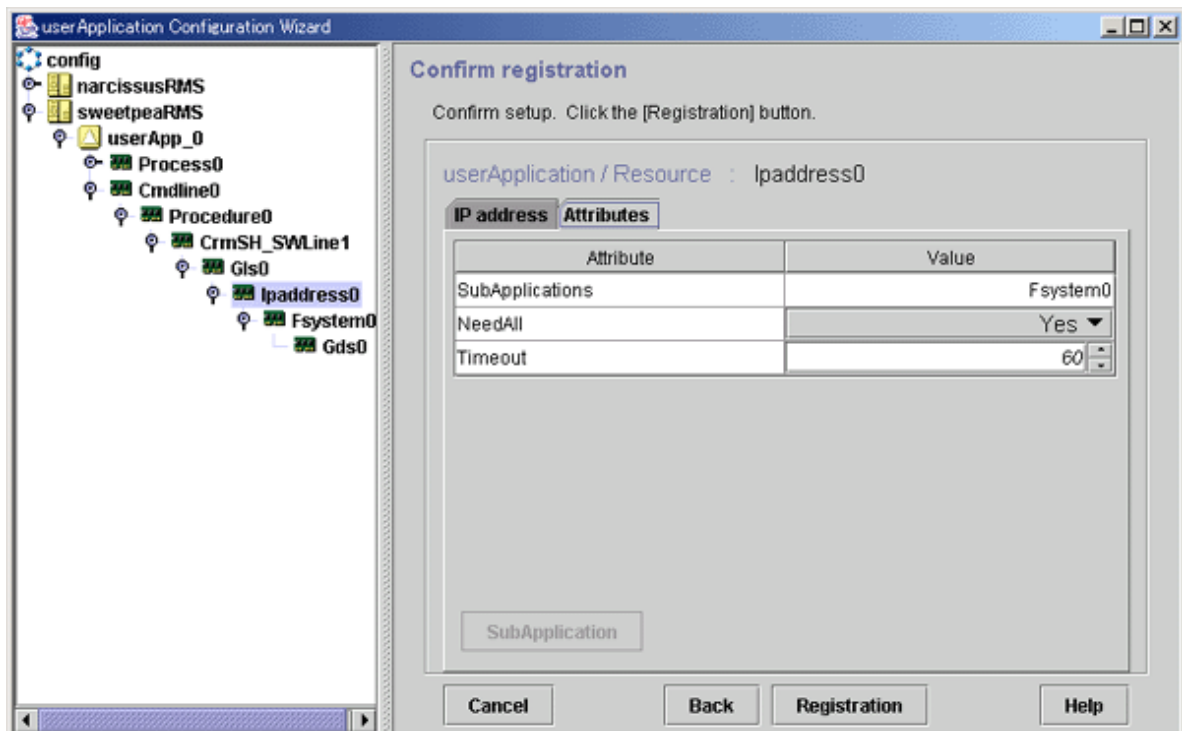 userApplication Configuration Wizard
config
narcissusRMS
sweetpeaRMS
userApp_0
Process0
Cmdline0
Procedure0
CrmSH_SWLine1
Gls0
Ipaddress0
Fsystem0
Gds0
Confirm registration
Confirm setup. Click the [Registration] button.
userApplication / Resource : Ipaddress0
IP address Attributes
Attribute Value
SubApplications Fsystem0
NeedAll Yes
Timeout 60
SubApplication
Cancel Back Registration Help